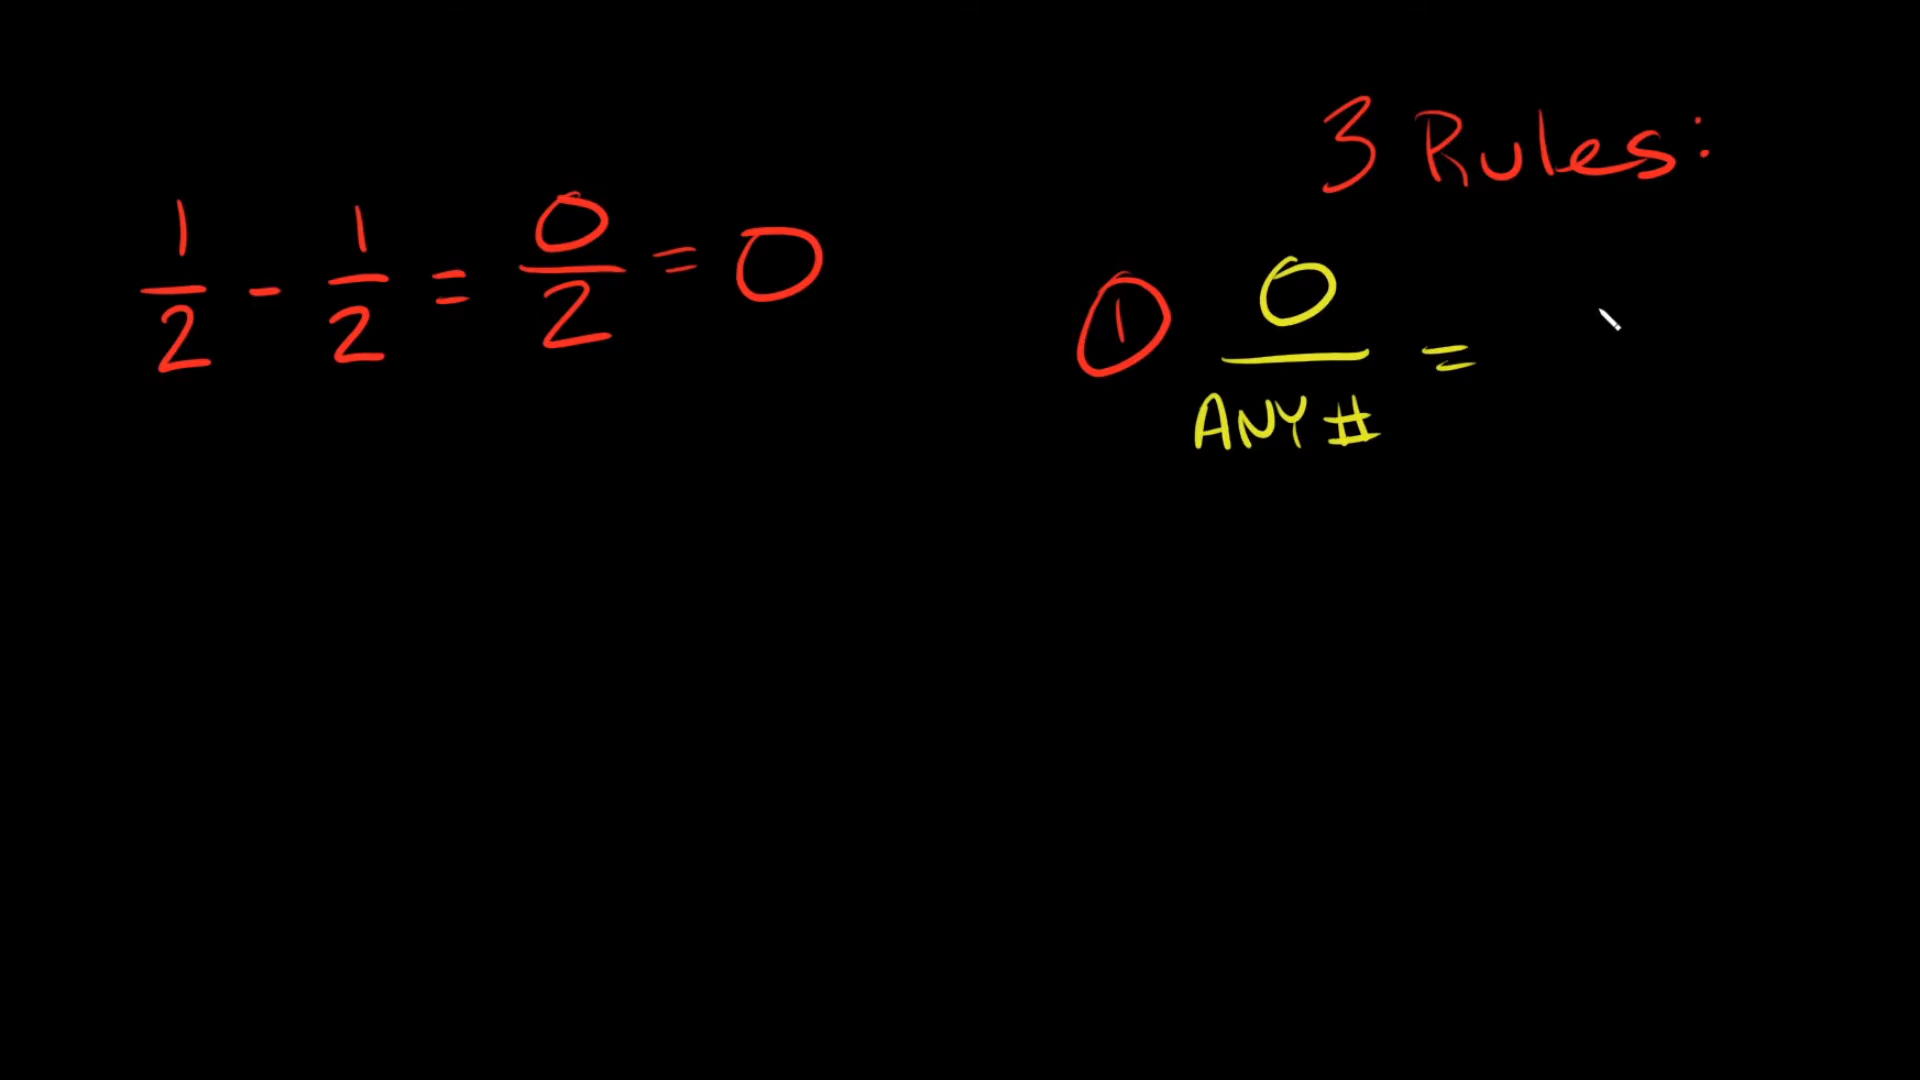 1/2 - 1/2 = 0/2 = 0
3 Rules:
① 0/ANY # =